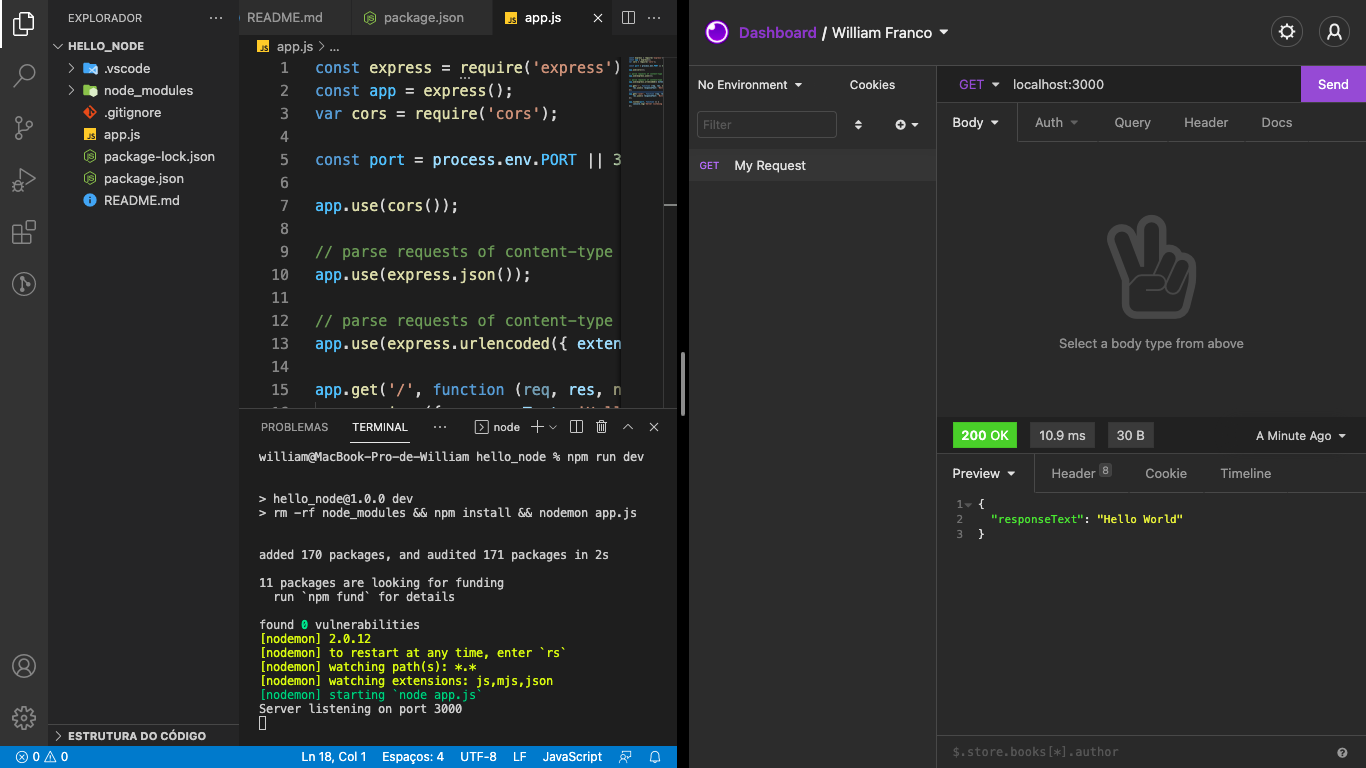 EXPLORADOR
HELLO_NODE
.vscode
node_modules
.gitignore
app.js
package-lock.json
package.json
README.md
ESTRUTURA DO CÓDIGO
README.md
package.json
app.js
app.js > ...
1 const express = require('express')
2 const app = express();
3 var cors = require('cors');
4
5 const port = process.env.PORT || 3
6
7 app.use(cors());
8
9 // parse requests of content-type
10 app.use(express.json());
11
12 // parse requests of content-type
13 app.use(express.urlencoded({ exten
14
15 app.get('/', function (req, res, n
PROBLEMAS
TERMINAL
node
william@MacBook-Pro-de-William hello_node % npm run dev
> hello_node@1.0.0 dev
> rm -rf node_modules && npm install && nodemon app.js
added 170 packages, and audited 171 packages in 2s
11 packages are looking for funding
run `npm fund` for details
found 0 vulnerabilities
[nodemon] 2.0.12
[nodemon] to restart at any time, enter `rs`
[nodemon] watching path(s): *.*
[nodemon] watching extensions: js,mjs,json
[nodemon] starting `node app.js`
Server listening on port 3000
0 0 Ln 18, Col 1 Espaços: 4 UTF-8 LF JavaScript
Dashboard / William Franco
No Environment
Cookies
Filter
GET My Request
GET localhost:3000 Send
Body Auth Query Header Docs
Select a body type from above
200 OK 10.9 ms 30 B A Minute Ago
Preview Header 8 Cookie Timeline
1 {
2 "responseText": "Hello World"
3 }
$.store.books[*].author